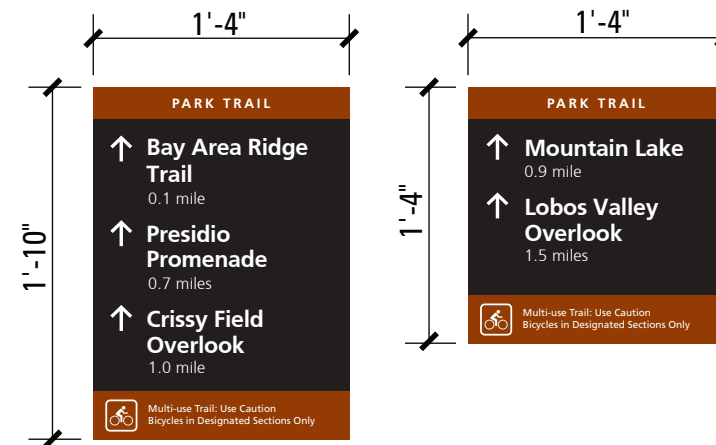 1'-4"
1'-10"
PARK TRAIL
↑ Bay Area Ridge
Trail
0.1 mile
↑ Presidio
Promenade
0.7 miles
↑ Crissy Field
Overlook
1.0 mile
Multi-use Trail: Use Caution
Bicycles in Designated Sections Only
1'-4"
1'-4"
PARK TRAIL
↑ Mountain Lake
0.9 mile
↑ Lobos Valley
Overlook
1.5 miles
Multi-use Trail: Use Caution
Bicycles in Designated Sections Only